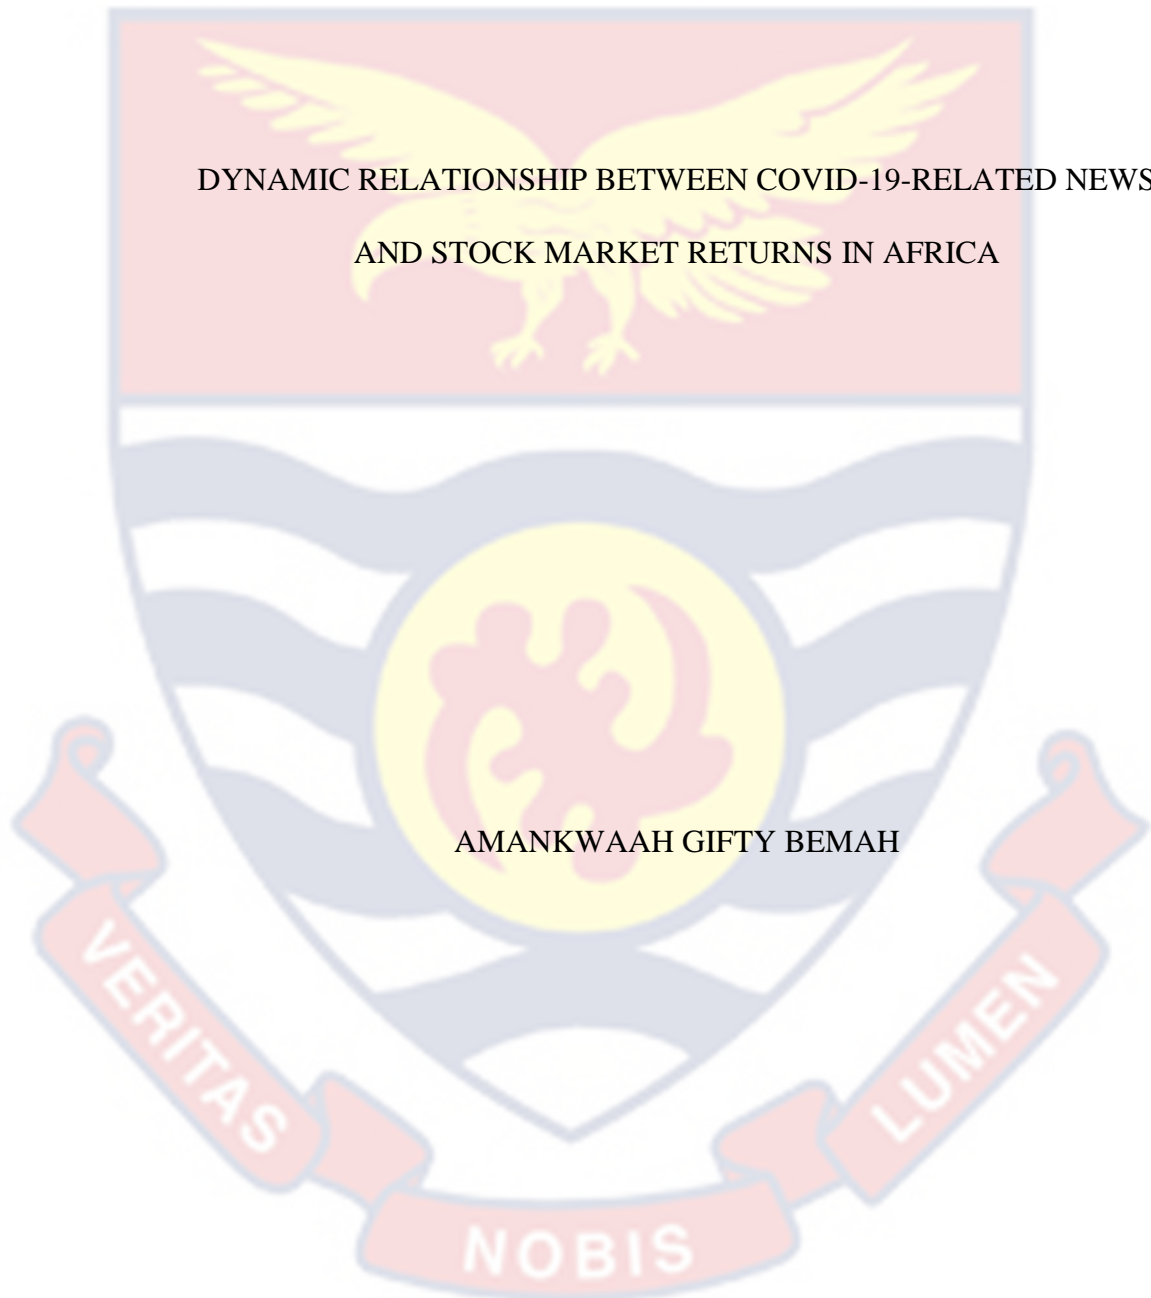 DYNAMIC RELATIONSHIP BETWEEN COVID-19-RELATED NEWS
AND STOCK MARKET RETURNS IN AFRICA
AMANKWAAH GIFTY BEMAH
VERITAS
NOBIS
LUMEN